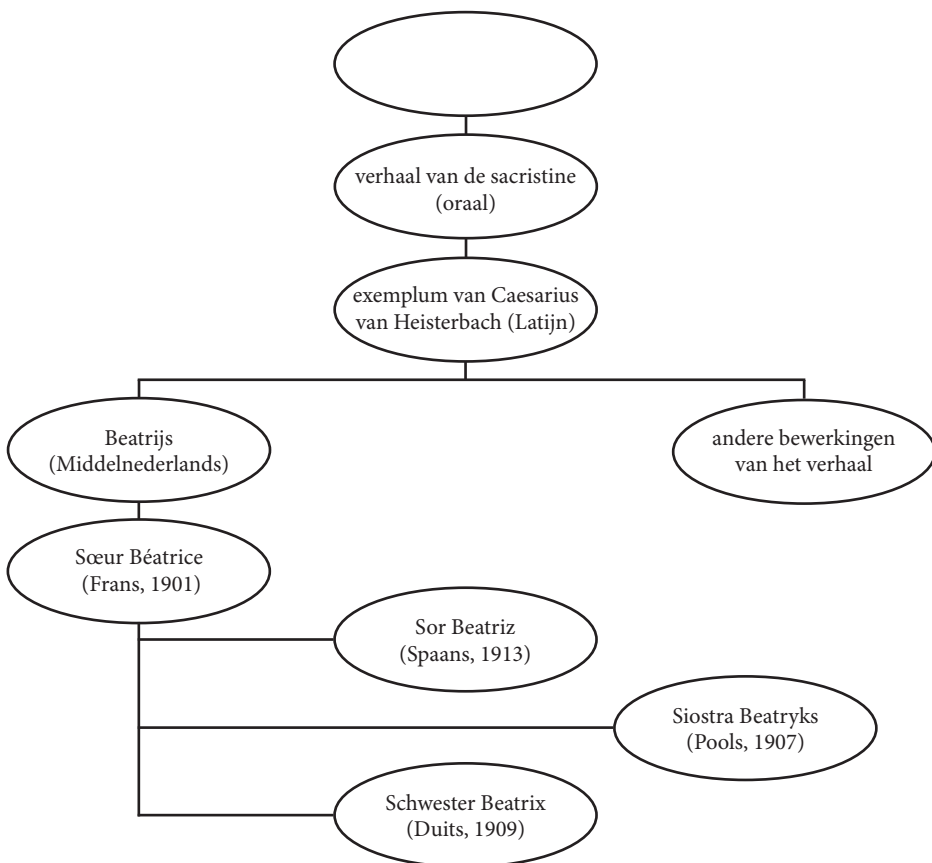 verhaal van de sacristine
(oraal)
exemplum van Caesarius
van Heisterbach (Latijn)
Beatrijs
(Middelnederlands)
andere bewerkingen
van het verhaal
Sœur Béatrice
(Frans, 1901)
Sor Beatriz
(Spaans, 1913)
Siostra Beatryks
(Pools, 1907)
Schwester Beatrix
(Duits, 1909)